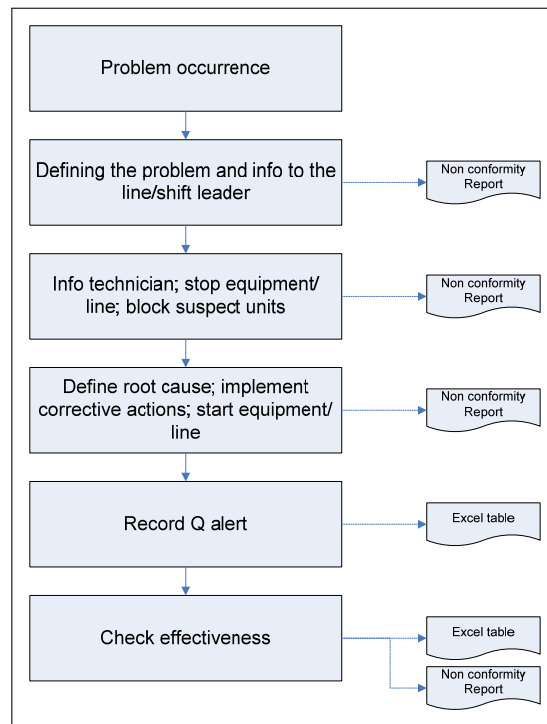 Problem occurrence
Defining the problem and info to the
line/shift leader
Non conformity
Report
Info technician; stop equipment/
line; block suspect units
Non conformity
Report
Define root cause; implement
corrective actions; start equipment/
line
Non conformity
Report
Record Q alert
Excel table
Check effectiveness
Excel table
Non conformity
Report